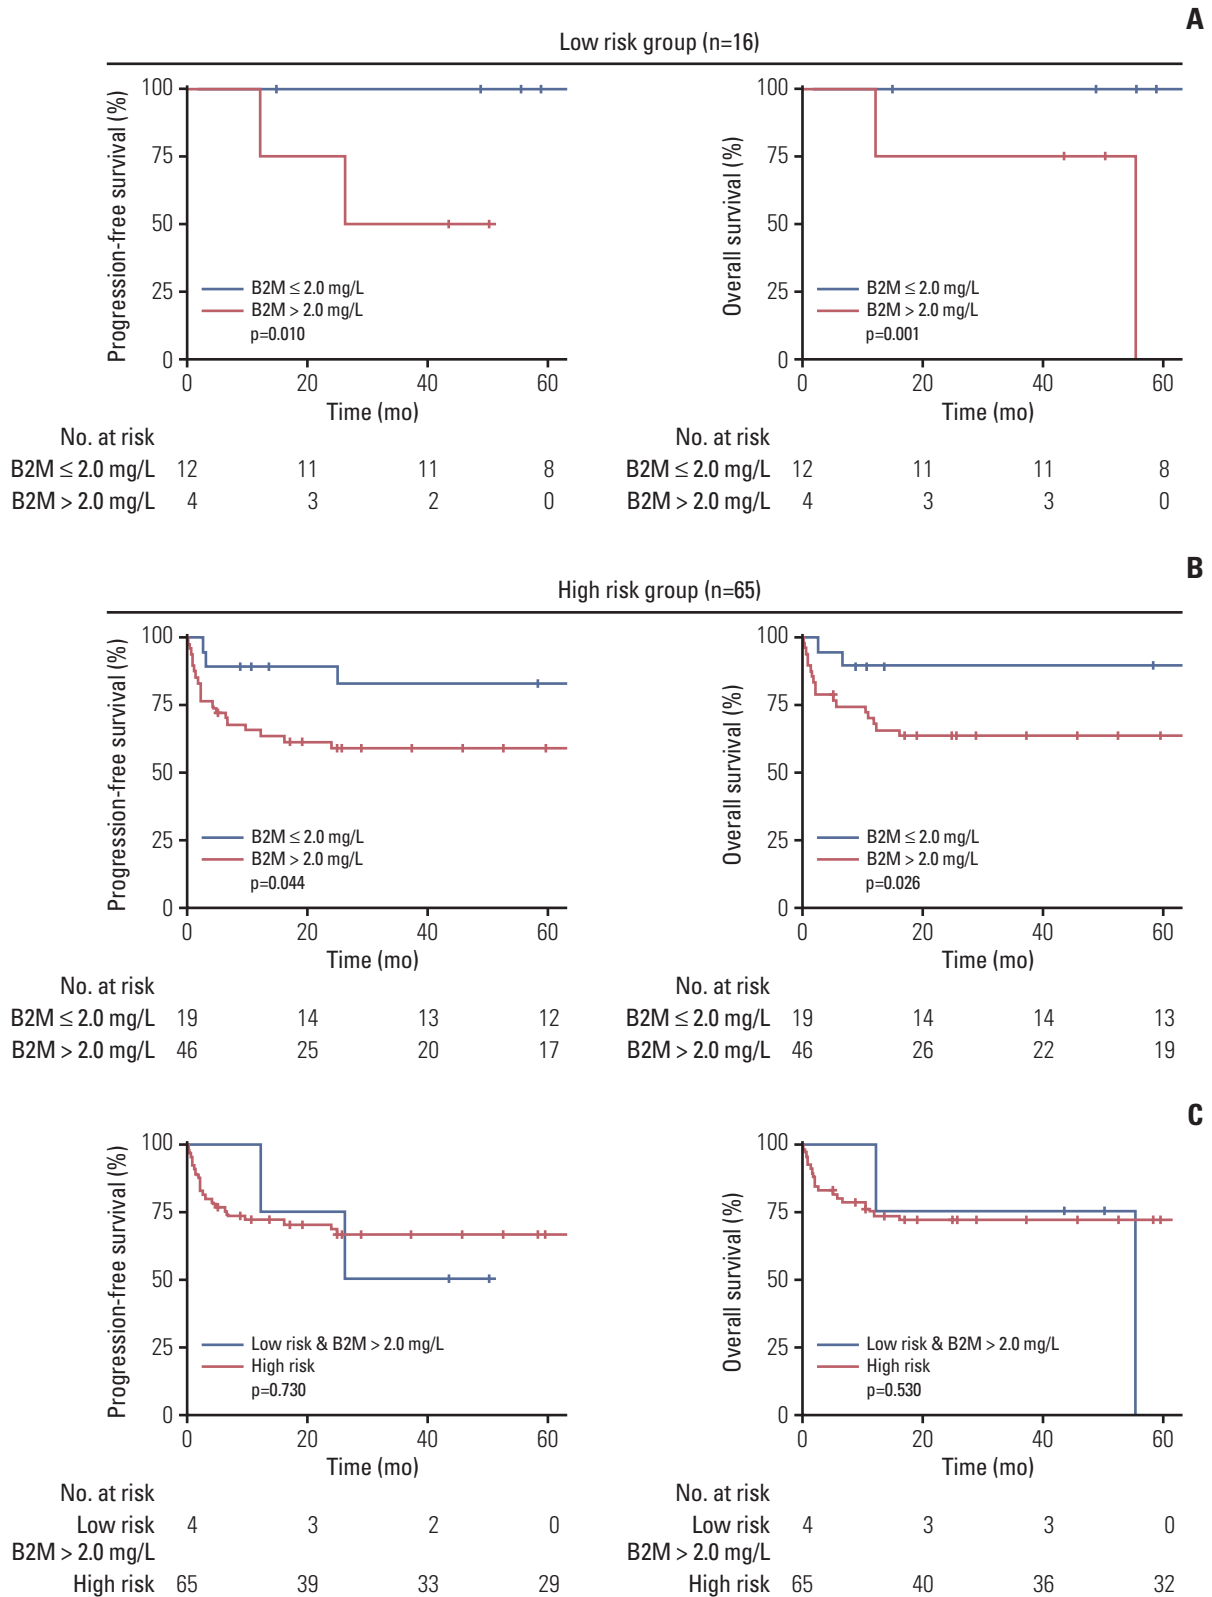 A
Low risk group (n=16)
Progression-free survival (%)
100
75
50
25
0
B2M ≤ 2.0 mg/L
B2M > 2.0 mg/L
p=0.010
0 20 40 60
Time (mo)
No. at risk
B2M ≤ 2.0 mg/L 12 11 11 8
B2M > 2.0 mg/L 4 3 2 0
Overall survival (%)
100
75
50
25
0
B2M ≤ 2.0 mg/L
B2M > 2.0 mg/L
p=0.001
0 20 40 60
Time (mo)
No. at risk
B2M ≤ 2.0 mg/L 12 11 11 8
B2M > 2.0 mg/L 4 3 3 0
B
High risk group (n=65)
Progression-free survival (%)
100
75
50
25
0
B2M ≤ 2.0 mg/L
B2M > 2.0 mg/L
p=0.044
0 20 40 60
Time (mo)
No. at risk
B2M ≤ 2.0 mg/L 19 14 13 12
B2M > 2.0 mg/L 46 25 20 17
Overall survival (%)
100
75
50
25
0
B2M ≤ 2.0 mg/L
B2M > 2.0 mg/L
p=0.026
0 20 40 60
Time (mo)
No. at risk
B2M ≤ 2.0 mg/L 19 14 14 13
B2M > 2.0 mg/L 46 26 22 19
C
Progression-free survival (%)
100
75
50
25
0
Low risk & B2M > 2.0 mg/L
High risk
p=0.730
0 20 40 60
Time (mo)
No. at risk
Low risk 4 3 2 0
B2M > 2.0 mg/L
High risk 65 39 33 29
Overall survival (%)
100
75
50
25
0
Low risk & B2M > 2.0 mg/L
High risk
p=0.530
0 20 40 60
Time (mo)
No. at risk
Low risk 4 3 3 0
B2M > 2.0 mg/L
High risk 65 40 36 32